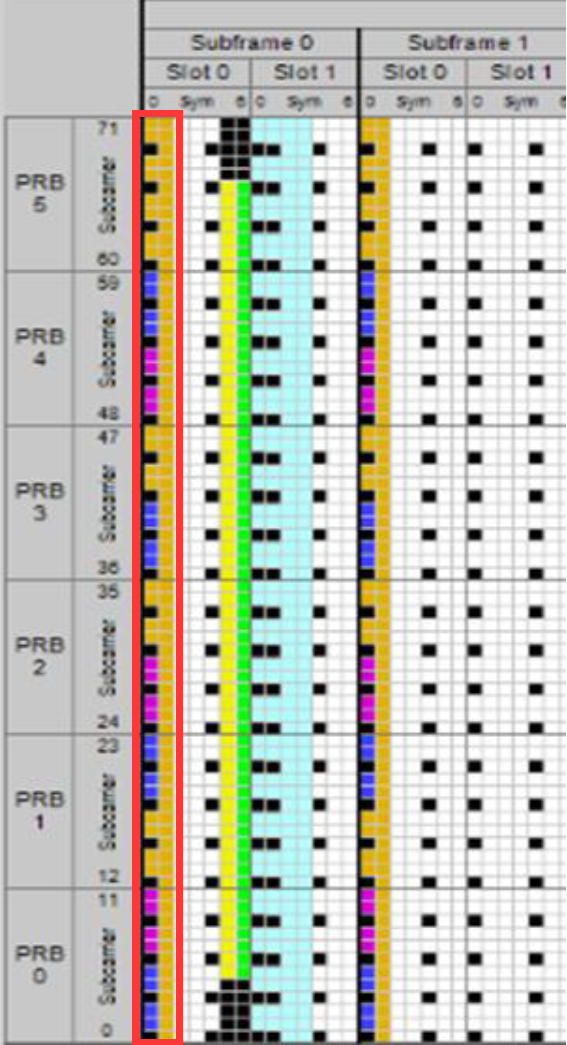 Subframe 0 Subframe 1
Slot 0 Slot 1 Slot 0 Slot 1
0 Sym 6 0 Sym 6 0 Sym 6 0 Sym 6
PRB 5
71
Subcarrier
60
PRB 4
59
Subcarrier
48
PRB 3
47
Subcarrier
36
PRB 2
35
Subcarrier
24
PRB 1
23
Subcarrier
12
PRB 0
11
Subcarrier
0